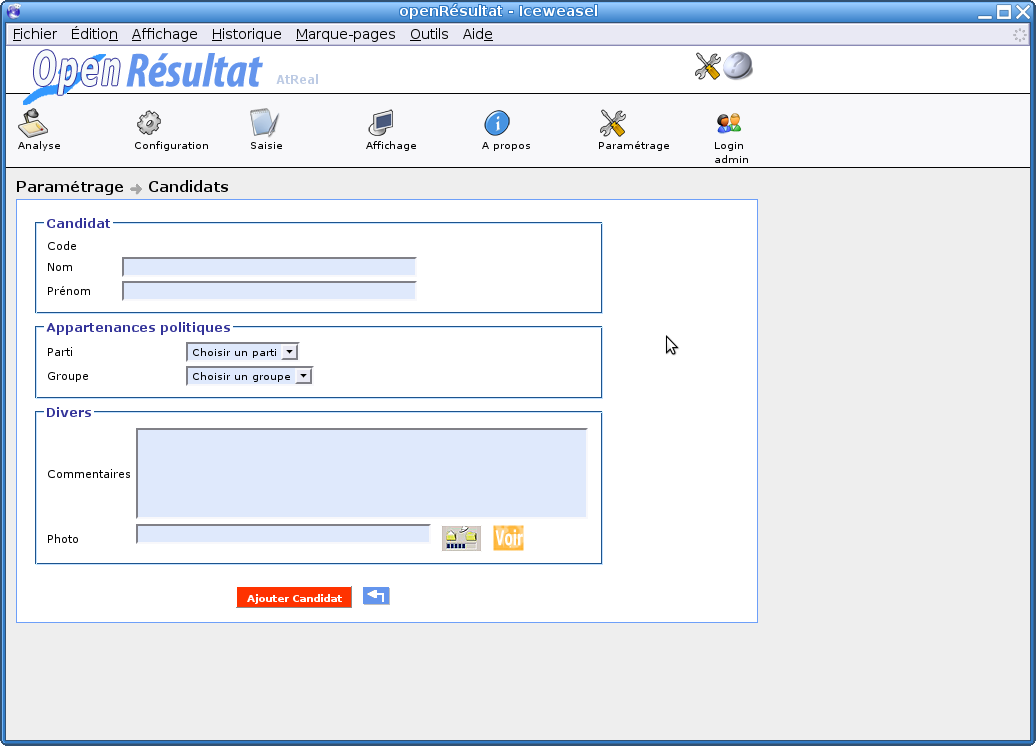 openRésultat - Iceweasel
Fichier Édition Affichage Historique Marque-pages Outils Aide
Open Résultat AtReal
Analyse Configuration Saisie Affichage A propos Paramétrage Login
admin
Paramétrage Candidats
Candidat
Code
Nom
Prénom
Appartenances politiques
Parti Choisir un parti
Groupe Choisir un groupe
Divers
Commentaires
Photo Voir
Ajouter Candidat